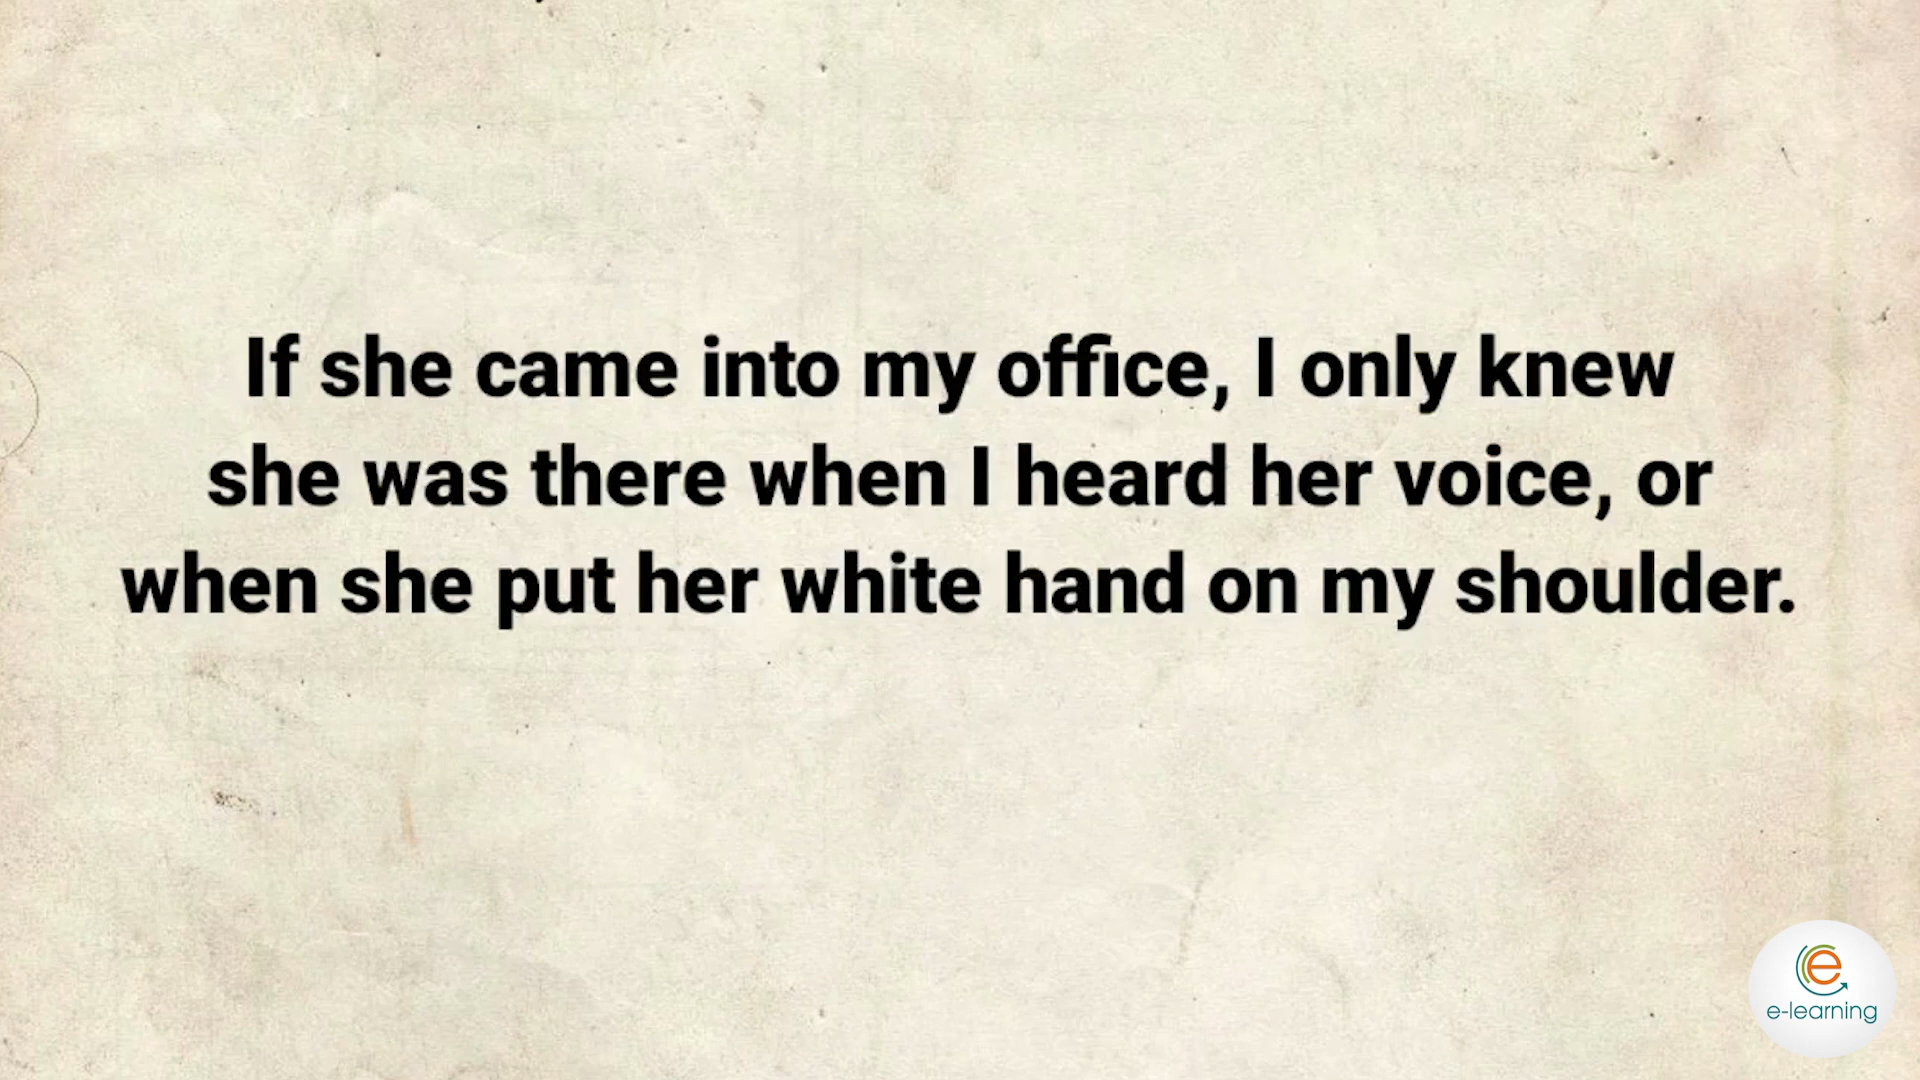 If she came into my office, I only knew
she was there when I heard her voice, or
when she put her white hand on my shoulder.
e
e-learning